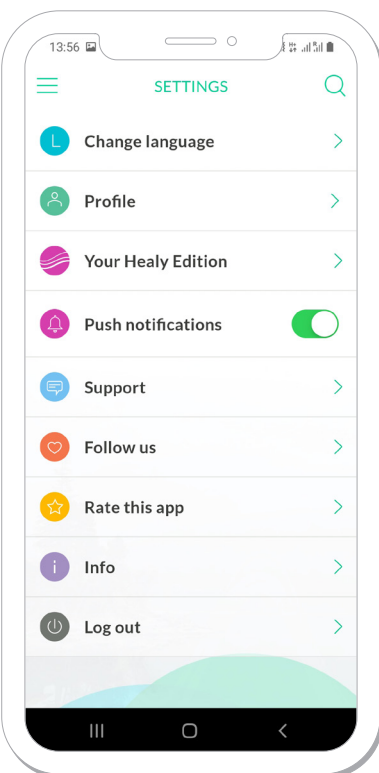 13:56
SETTINGS
L
Change language
Profile
Your Healy Edition
Push notifications
Support
Follow us
Rate this app
i
Info
Log out